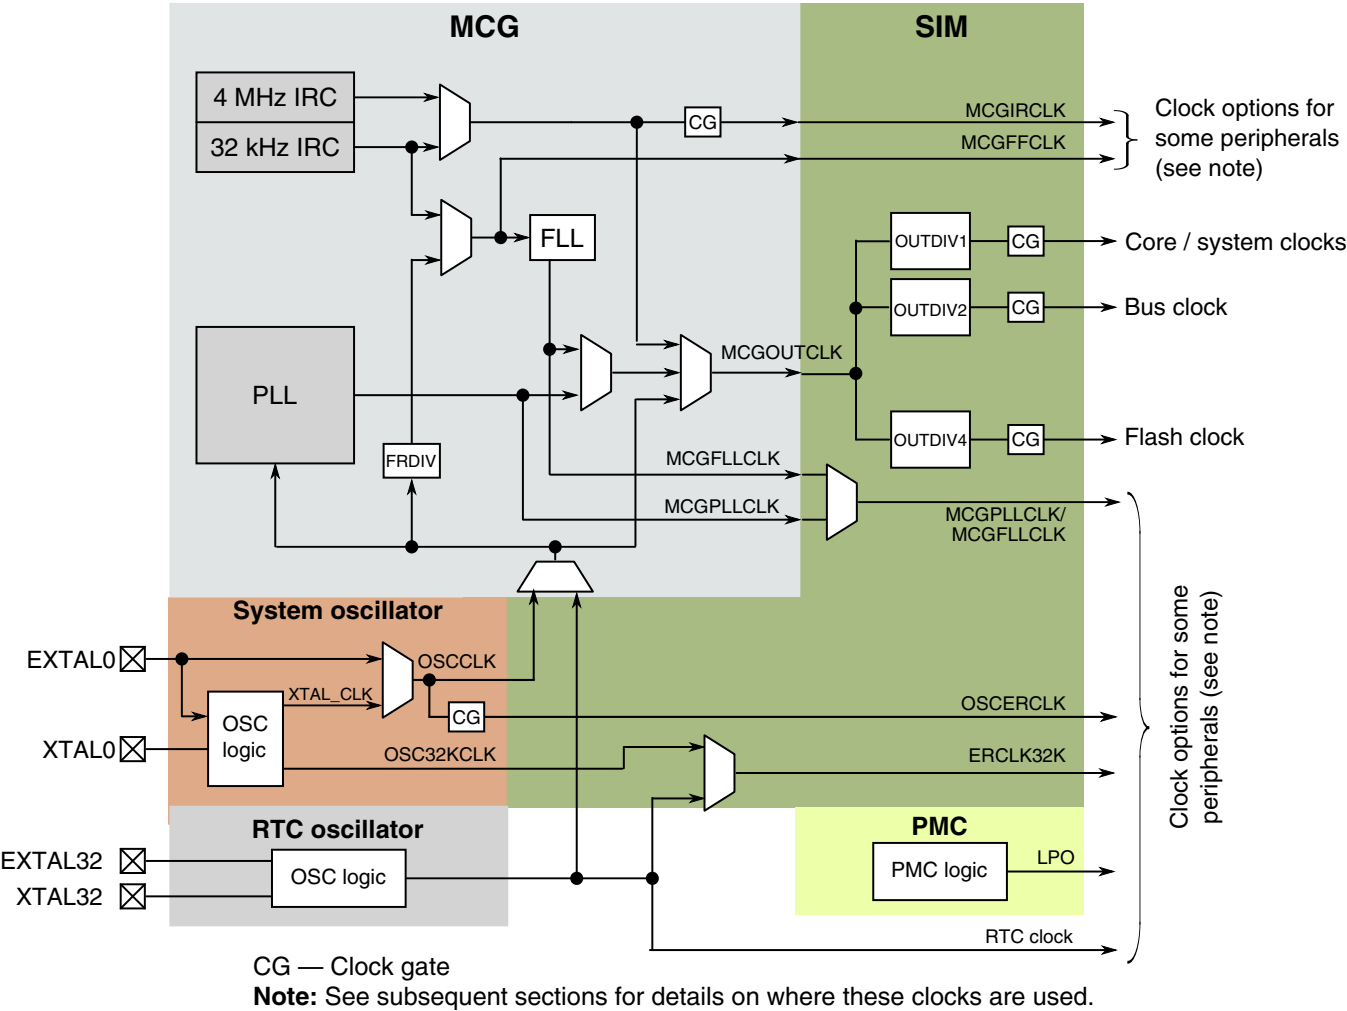 MCG
SIM
4 MHz IRC
32 kHz IRC
CG
MCGIRCLK
MCGFFCLK
Clock options for
some peripherals
(see note)
FLL
OUTDIV1
CG
Core / system clocks
OUTDIV2
CG
Bus clock
MCGOUTCLK
PLL
OUTDIV4
CG
Flash clock
FRDIV
MCGFLLCLK
MCGPLLCLK
MCGPLLCLK/
MCGFLLCLK
System oscillator
EXTAL0
OSCCLK
XTAL_CLK
OSC
logic
CG
OSCERCLK
XTAL0
OSC32KCLK
ERCLK32K
Clock options for some
peripherals (see note)
RTC oscillator
PMC
EXTAL32
XTAL32
OSC logic
PMC logic
LPO
RTC clock
CG — Clock gate
Note: See subsequent sections for details on where these clocks are used.